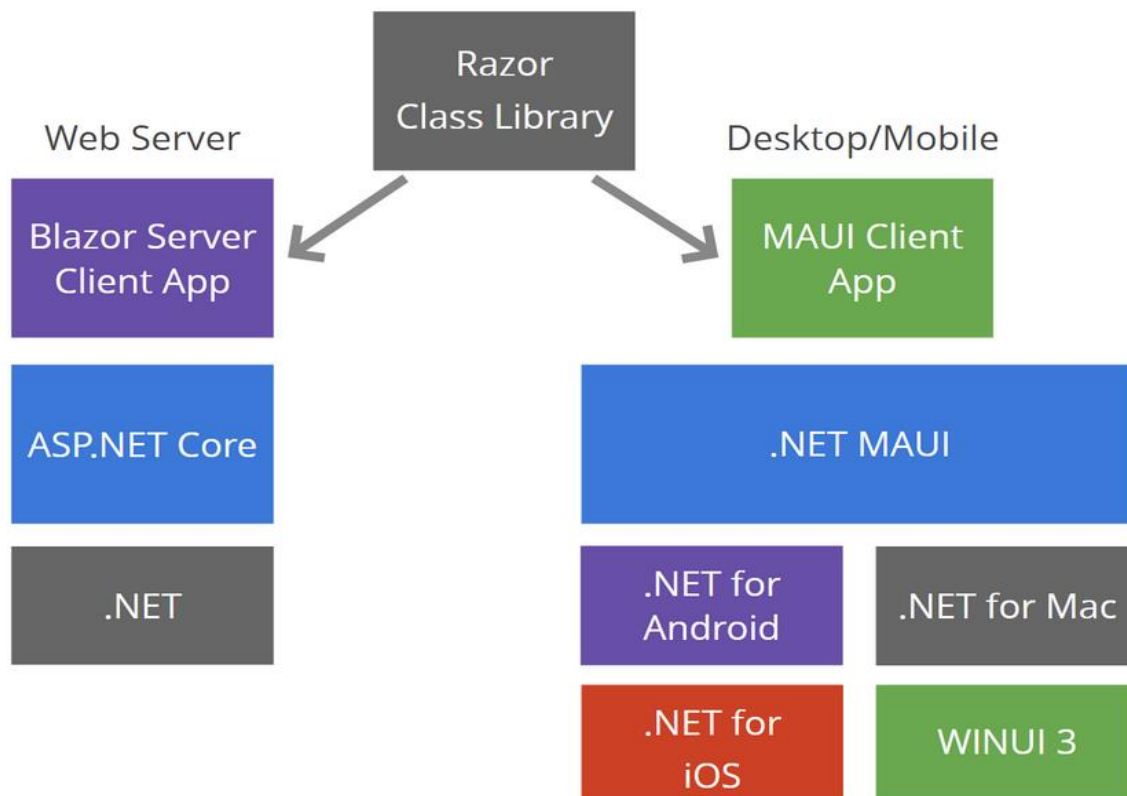 Razor
Class Library
Web Server
Desktop/Mobile
Blazor Server
Client App
MAUI Client
App
ASP.NET Core
.NET MAUI
.NET
.NET for
Android
.NET for Mac
.NET for
iOS
WINUI 3